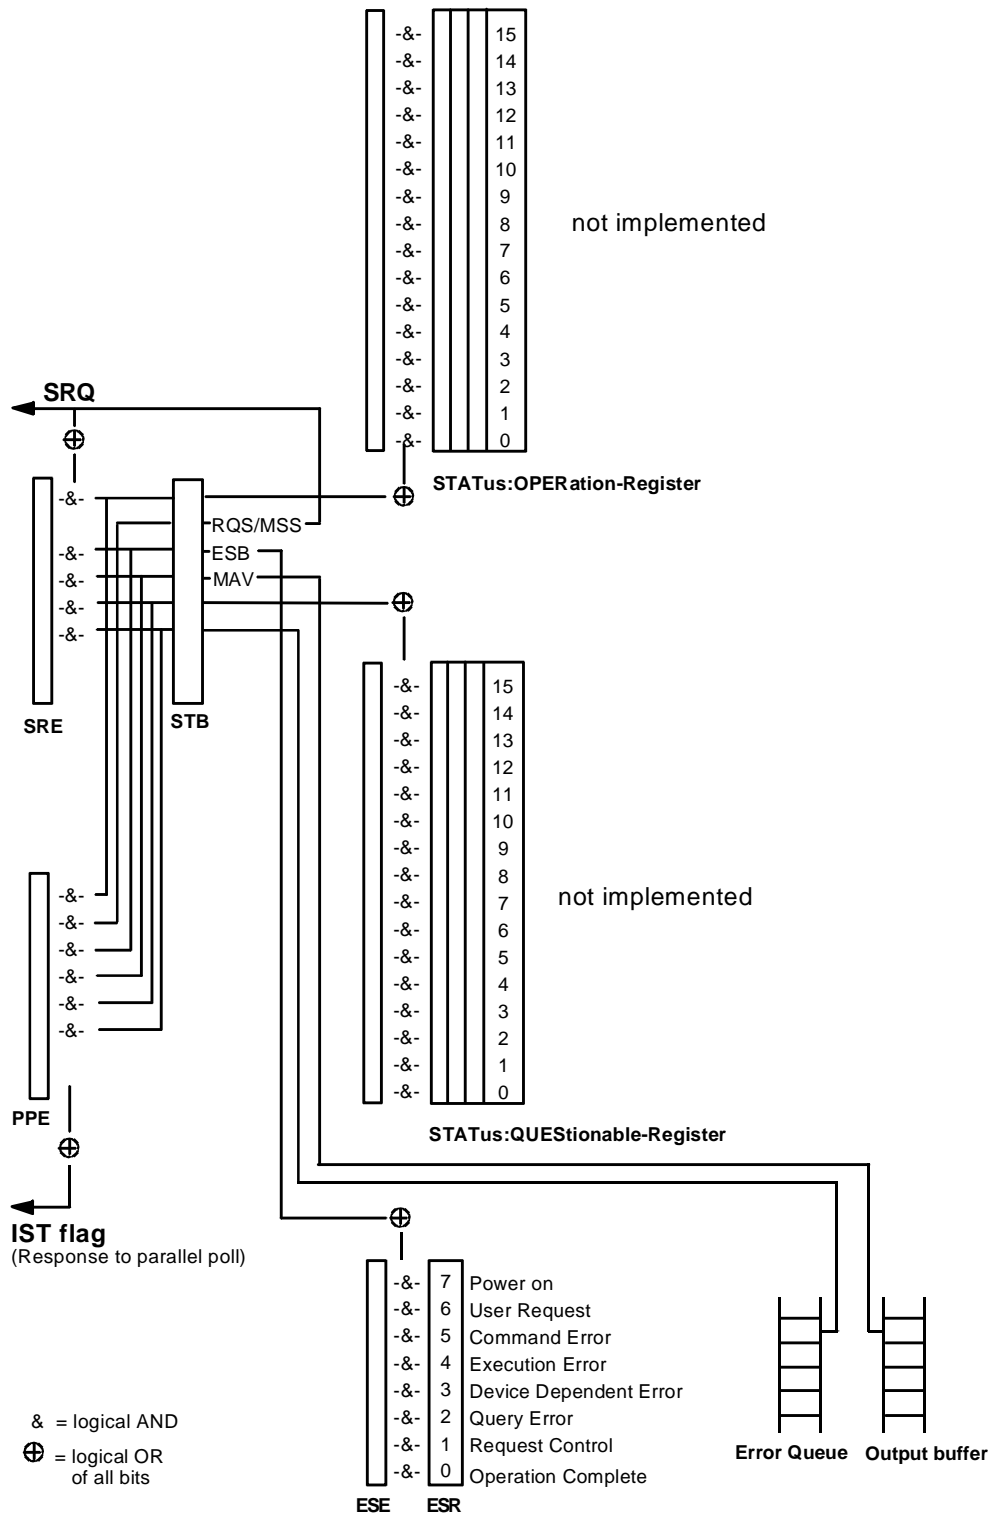 -&- 15
-&- 14
-&- 13
-&- 12
-&- 11
-&- 10
-&- 9
-&- 8 not implemented
-&- 7
-&- 6
-&- 5
-&- 4
-&- 3
-&- 2
-&- 1
-&- 0
STATus:OPERation-Register
SRQ
-&-
RQS/MSS
-&- ESB
-&- MAV
-&-
-&-
SRE
STB
-&- 15
-&- 14
-&- 13
-&- 12
-&- 11
-&- 10
-&- 9
-&- 8
-&- 7 not implemented
-&- 6
-&- 5
-&- 4
-&- 3
-&- 2
-&- 1
-&- 0
STATus:QUEStionable-Register
-&-
-&-
-&-
-&-
-&-
-&-
PPE
IST flag
(Response to parallel poll)
-&- 7 Power on
-&- 6 User Request
-&- 5 Command Error
-&- 4 Execution Error
-&- 3 Device Dependent Error
-&- 2 Query Error
-&- 1 Request Control
-&- 0 Operation Complete
ESE ESR
Error Queue
Output buffer
& = logical AND
⊕ = logical OR
of all bits